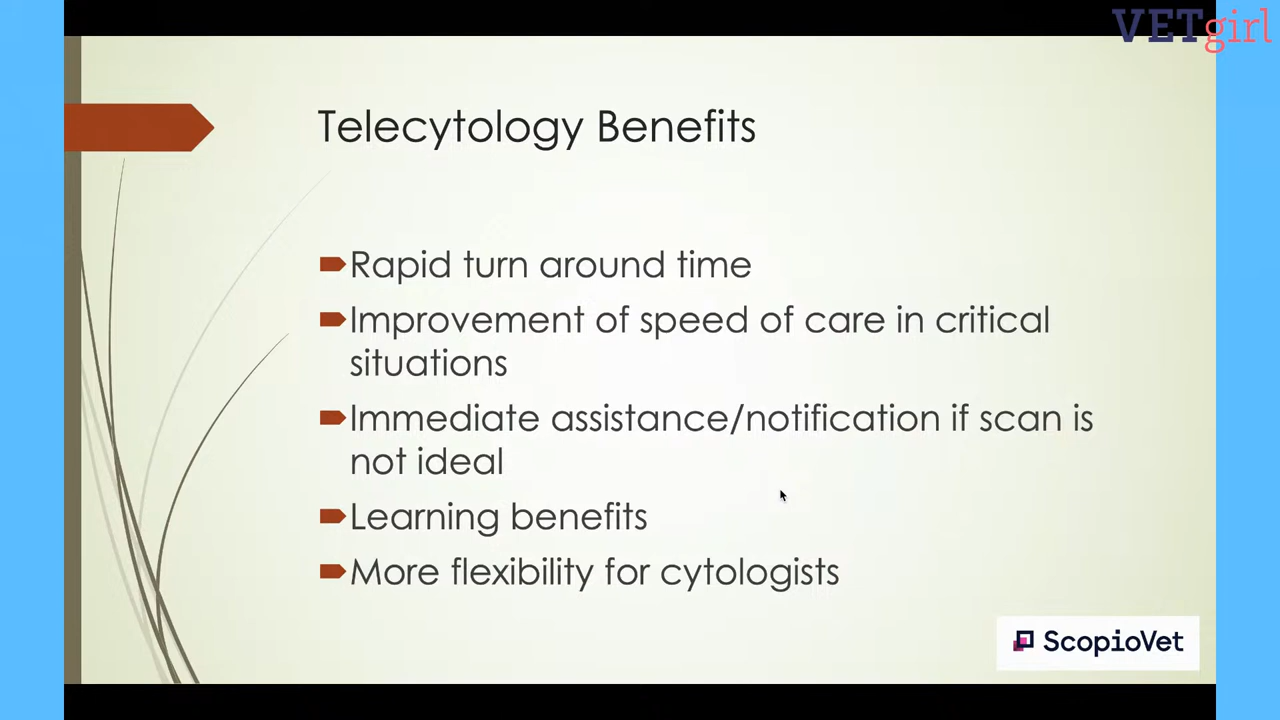 VETgirl
Telecytology Benefits
Rapid turn around time
Improvement of speed of care in critical
situations
Immediate assistance/notification if scan is
not ideal
Learning benefits
More flexibility for cytologists
ScopioVet